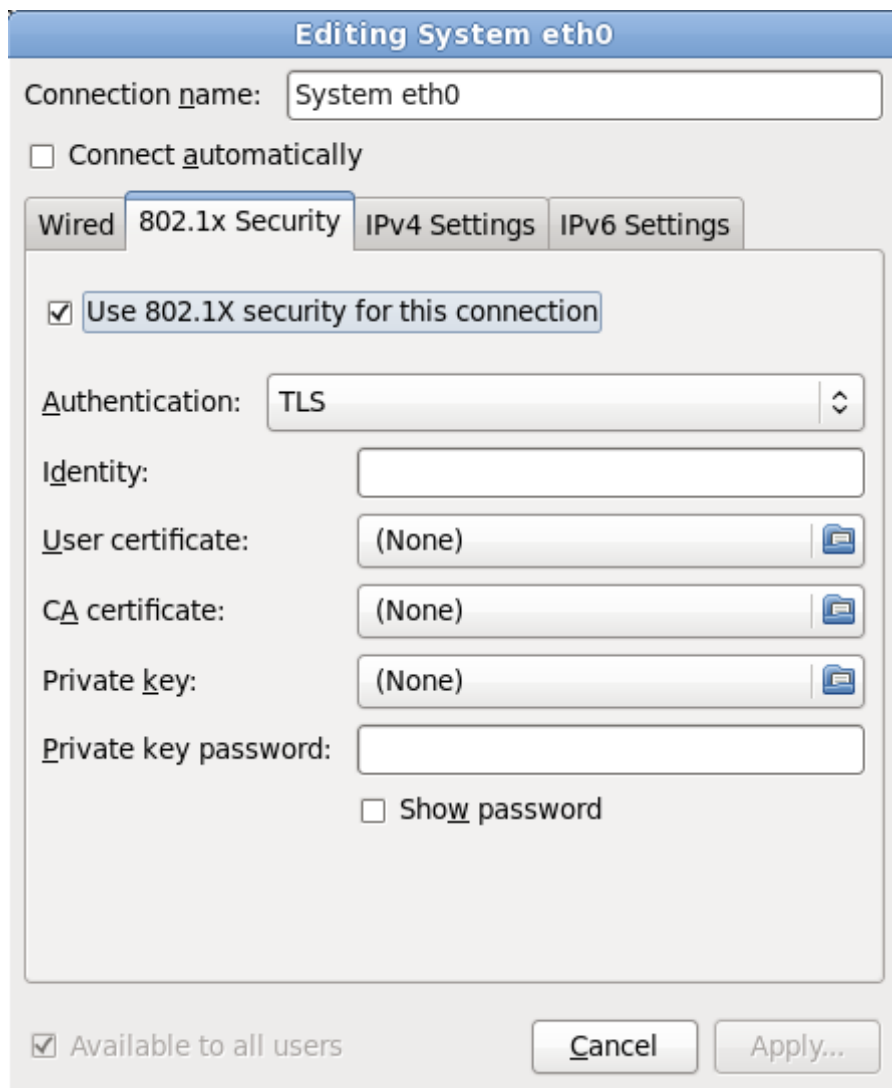 Editing System eth0
Connection name: System eth0
Connect automatically
Wired 802.1x Security IPv4 Settings IPv6 Settings
Use 802.1X security for this connection
Authentication: TLS
Identity:
User certificate: (None)
CA certificate: (None)
Private key: (None)
Private key password:
Show password
Available to all users Cancel Apply...